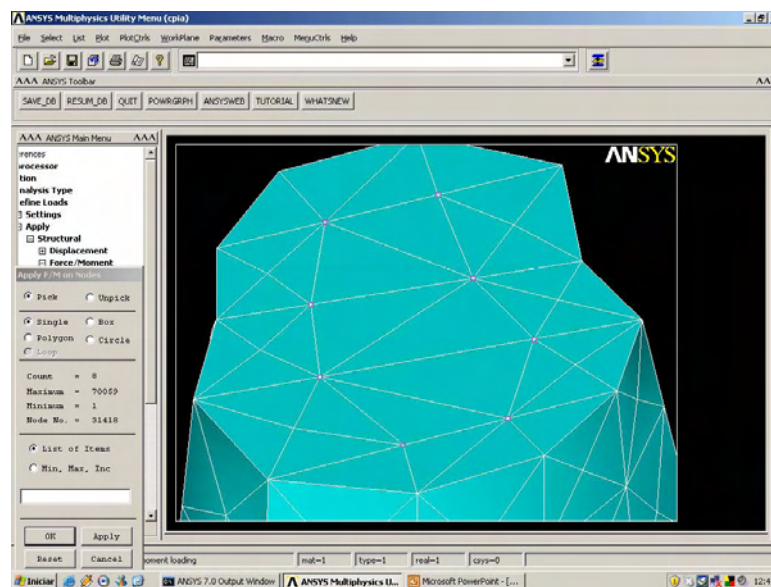 ANSYS Multiphysics Utility Menu (cpia)
File Select List Plot PlotCtrls WorkPlane Parameters Macro MenuCtrls Help
AAA ANSYS Toolbar AA
SAVE_DB RESUM_DB QUIT POWRGRPH ANSYSWEB TUTORIAL WHATSNEW
AAA ANSYS Main Menu AAA
ANSYS
rences
rocessor
tion
nalysis Type
efine Loads
Settings
Apply
Structural
Displacement
Force/Moment
Apply F/M on Nodes
Pick Unpick
Single Box
Polygon Circle
Loop
Count = 8
Maximum = 70059
Minimum = 1
Node No. = 31418
List of Items
Min, Max, Inc
OK Apply
Reset Cancel
oment loading mat=1 type=1 real=1 csys=0
Iniciar ANSYS 7.0 Output Window ANSYS Multiphysics U... Microsoft PowerPoint - [...